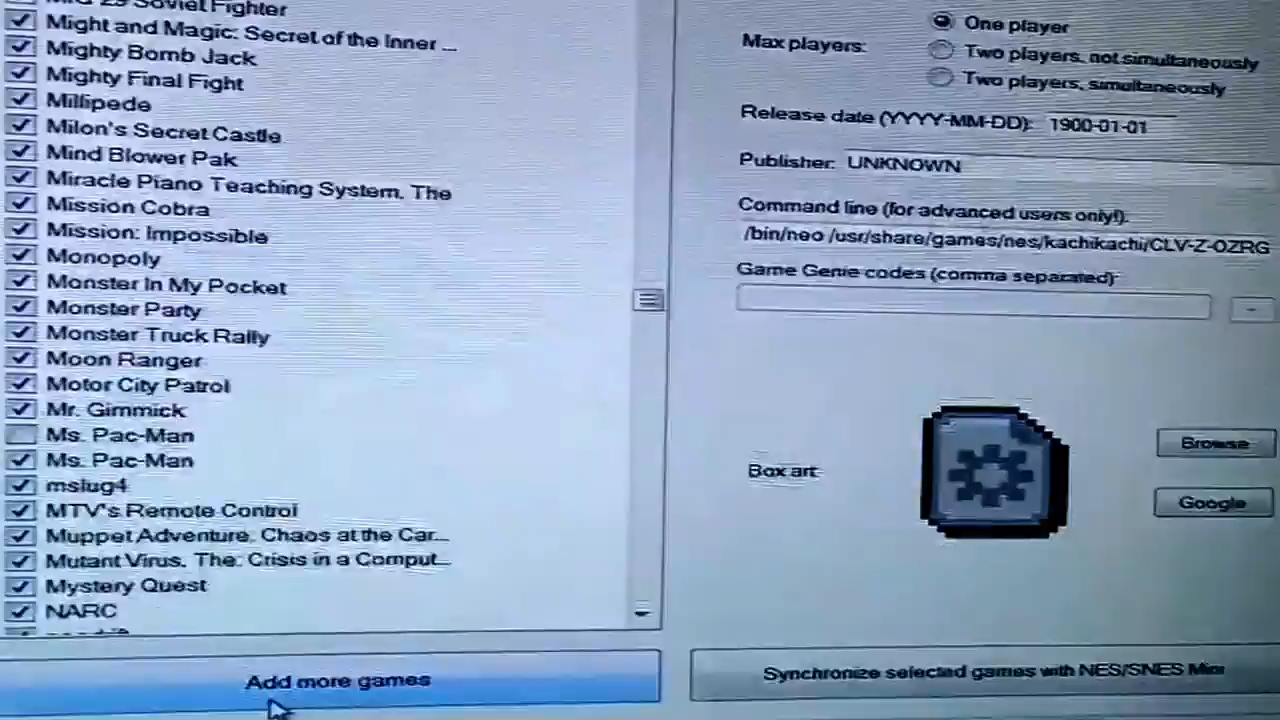 MiG 29 Soviet Fighter
Might and Magic: Secret of the Inner ...
Mighty Bomb Jack
Mighty Final Fight
Millipede
Milon's Secret Castle
Mind Blower Pak
Miracle Piano Teaching System, The
Mission Cobra
Mission: Impossible
Monopoly
Monster In My Pocket
Monster Party
Monster Truck Rally
Moon Ranger
Motor City Patrol
Mr. Gimmick
Ms. Pac-Man
Ms. Pac-Man
mslug4
MTV's Remote Control
Muppet Adventure: Chaos at the Car...
Mutant Virus, The: Crisis in a Comput...
Mystery Quest
NARC
Add more games
Max players:
One player
Two players, not simultaneously
Two players, simultaneously
Release date (YYYY-MM-DD): 1900-01-01
Publisher: UNKNOWN
Command line (for advanced users only!):
/bin/neo /usr/share/games/nes/kachikachi/CLV-Z-OZRG
Game Genie codes (comma separated):
Box art:
Browse
Google
Synchronize selected games with NES/SNES Mini